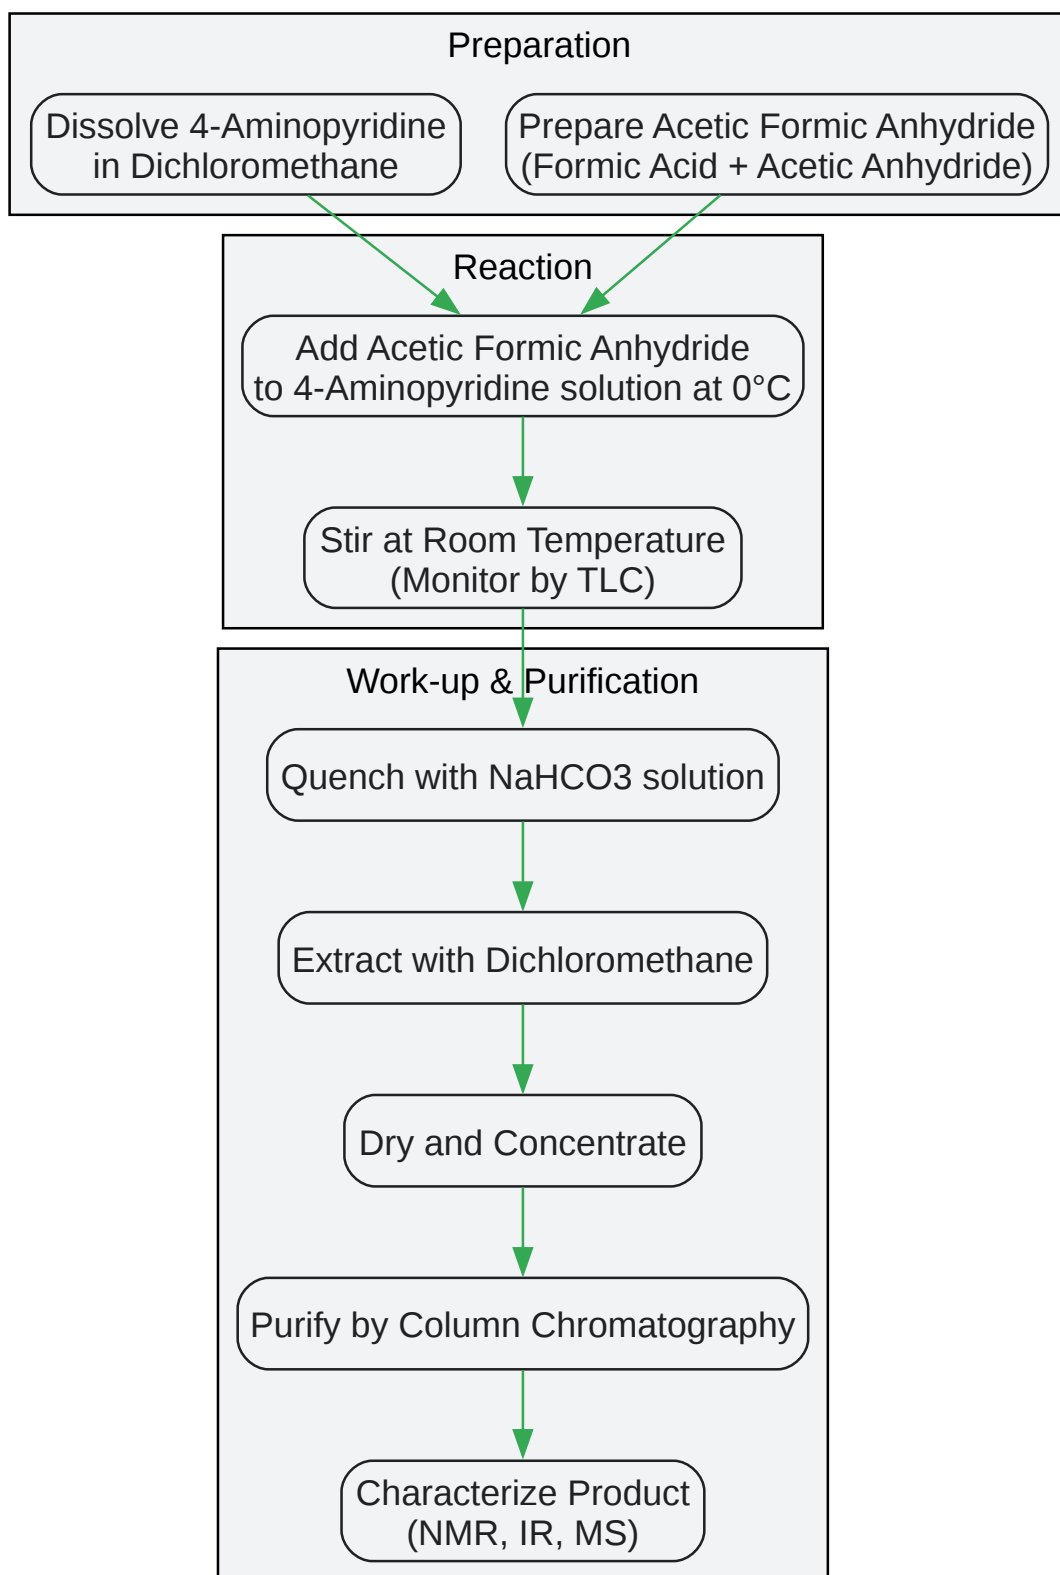 Preparation
Dissolve 4-Aminopyridine
in Dichloromethane
Prepare Acetic Formic Anhydride
(Formic Acid + Acetic Anhydride)
Reaction
Add Acetic Formic Anhydride
to 4-Aminopyridine solution at 0°C
Stir at Room Temperature
(Monitor by TLC)
Work-up & Purification
Quench with NaHCO3 solution
Extract with Dichloromethane
Dry and Concentrate
Purify by Column Chromatography
Characterize Product
(NMR, IR, MS)